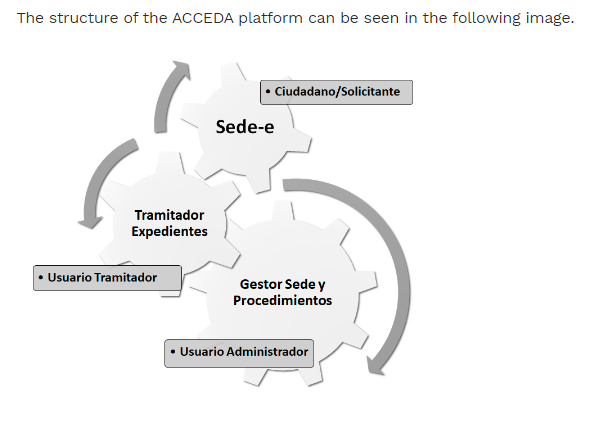 The structure of the ACCEDA platform can be seen in the following image.
• Ciudadano/Solicitante
Sede-e
Tramitador
Expedientes
• Usuario Tramitador
Gestor Sede y
Procedimientos
• Usuario Administrador